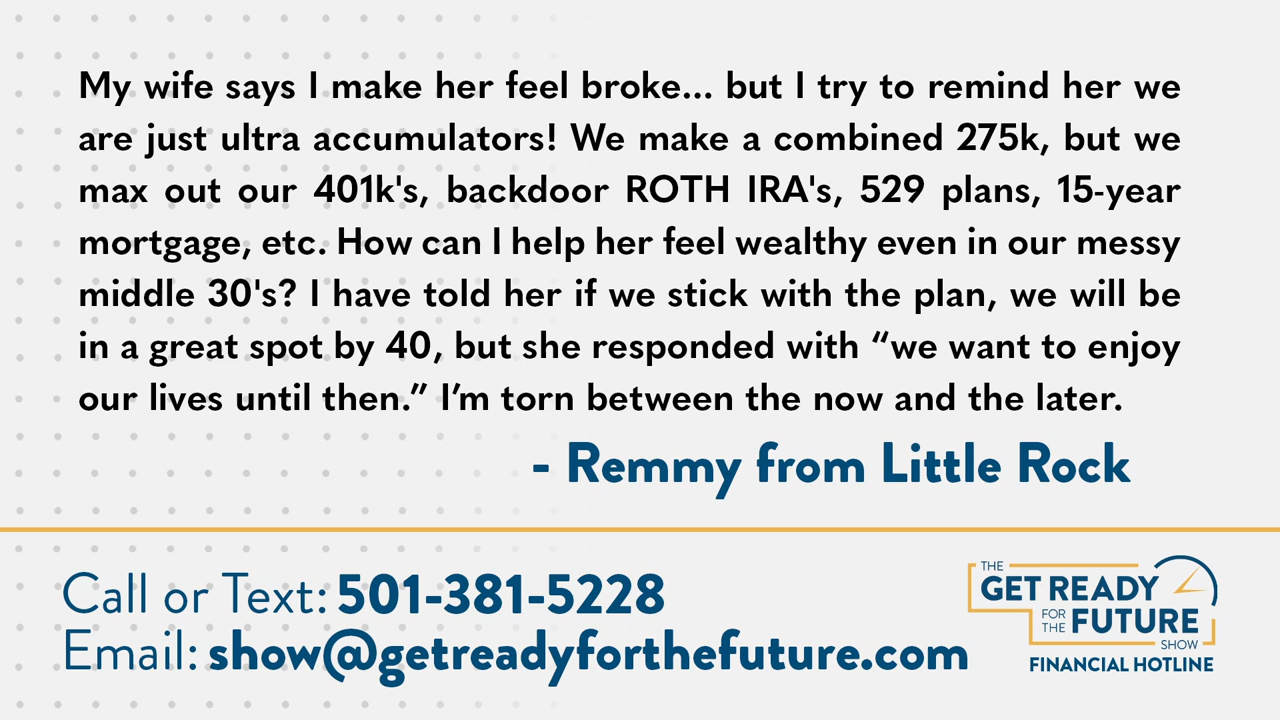 My wife says I make her feel broke... but I try to remind her we
are just ultra accumulators! We make a combined 275k, but we
max out our 401k's, backdoor ROTH IRA's, 529 plans, 15-year
mortgage, etc. How can I help her feel wealthy even in our messy
middle 30's? I have told her if we stick with the plan, we will be
in a great spot by 40, but she responded with “we want to enjoy
our lives until then.” I’m torn between the now and the later.
- Remmy from Little Rock
Call or Text: 501-381-5228
Email: show@getreadyforthefuture.com
THE
GET READY
FOR THE FUTURE
SHOW
FINANCIAL HOTLINE